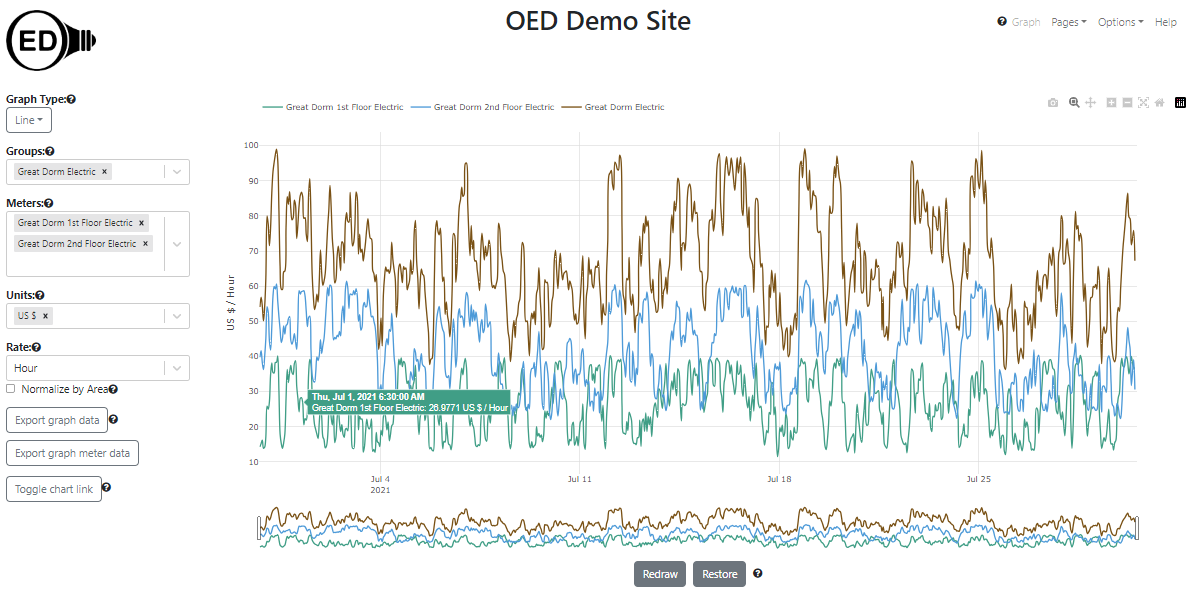 OED Demo Site
ED
Graph Pages Options Help
Graph Type:
Line
Groups:
Great Dorm Electric ×
Meters:
Great Dorm 1st Floor Electric ×
Great Dorm 2nd Floor Electric ×
Units:
US $ ×
Rate:
Hour
Normalize by Area
Export graph data
Export graph meter data
Toggle chart link
Great Dorm 1st Floor Electric Great Dorm 2nd Floor Electric Great Dorm Electric
US $ / Hour
100
90
80
70
60
50
40
30
20
10
Thu, Jul 1, 2021 6:30:00 AM
Great Dorm 1st Floor Electric: 26.9771 US $ / Hour
Jul 4 Jul 11 Jul 18 Jul 25
2021
Redraw Restore